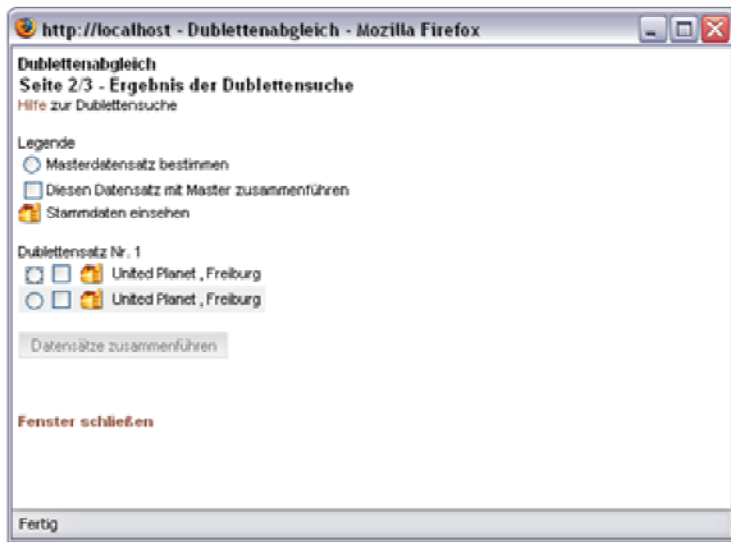 http://localhost - Dublettenabgleich - Mozilla Firefox
Dublettenabgleich
Seite 2/3 - Ergebnis der Dublettensuche
Hilfe zur Dublettensuche
Legende
Masterdatensatz bestimmen
Diesen Datensatz mit Master zusammenführen
Stammdaten einsehen
Dublettensatz Nr. 1
United Planet , Freiburg
United Planet , Freiburg
Datensätze zusammenführen
Fenster schließen
Fertig